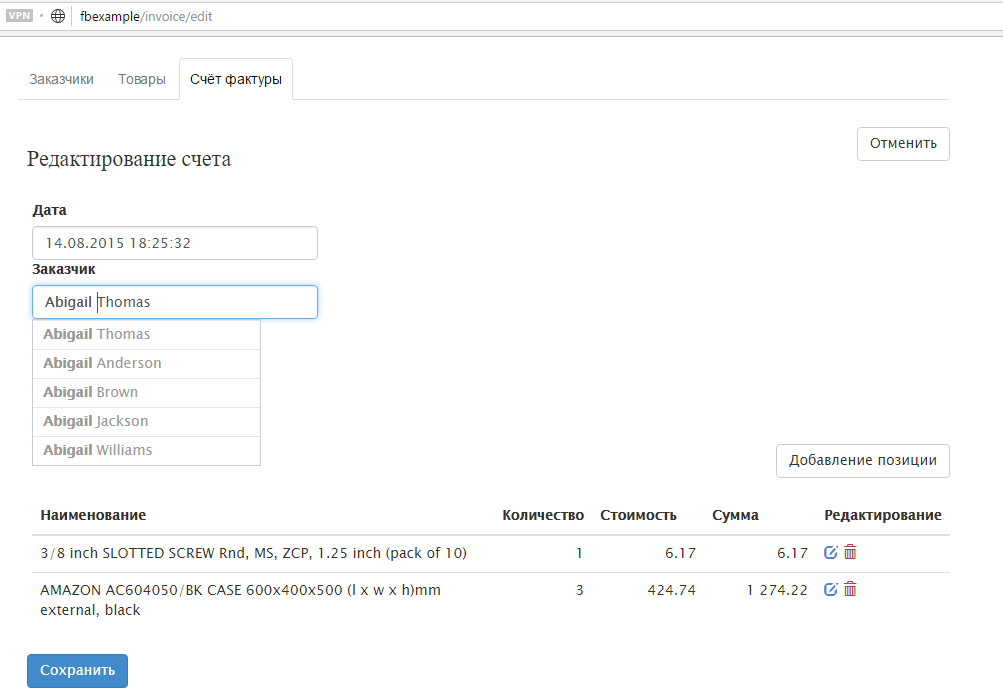 VPN fbexample/invoice/edit
Заказчики Товары Счёт фактуры
Отменить
Редактирование счета
Дата
14.08.2015 18:25:32
Заказчик
Abigail Thomas
Abigail Thomas
Abigail Anderson
Abigail Brown
Abigail Jackson
Abigail Williams
Добавление позиции
Наименование Количество Стоимость Сумма Редактирование
3/8 inch SLOTTED SCREW Rnd, MS, ZCP, 1.25 inch (pack of 10) 1 6.17 6.17
AMAZON AC604050/BK CASE 600x400x500 (l x w x h)mm 3 424.74 1 274.22
external, black
Сохранить